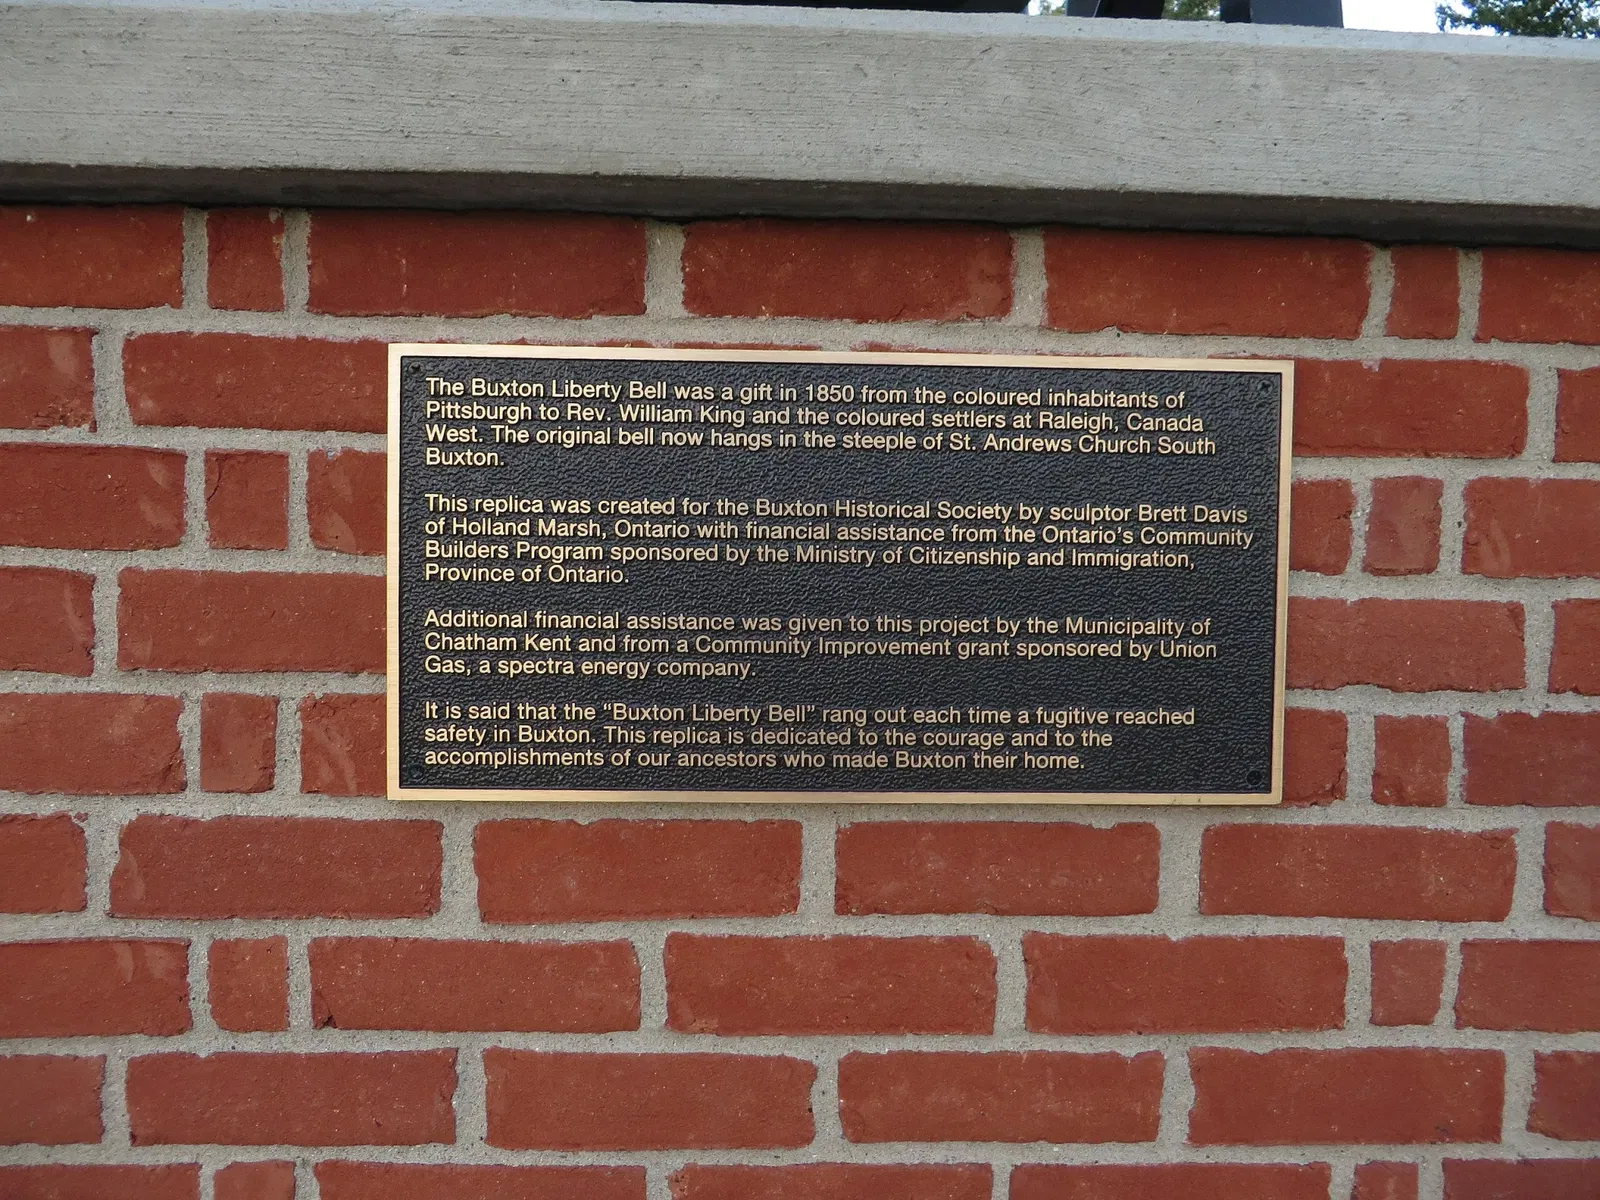 The Buxton Liberty Bell was a gift in 1850 from the coloured inhabitants of
Pittsburgh to Rev. William King and the coloured settlers at Raleigh, Canada
West. The original bell now hangs in the steeple of St. Andrews Church South
Buxton.
This replica was created for the Buxton Historical Society by sculptor Brett Davis
of Holland Marsh, Ontario with financial assistance from the Ontario's Community
Builders Program sponsored by the Ministry of Citizenship and Immigration,
Province of Ontario.
Additional financial assistance was given to this project by the Municipality of
Chatham Kent and from a Community Improvement grant sponsored by Union
Gas, a spectra energy company.
It is said that the “Buxton Liberty Bell” rang out each time a fugitive reached
safety in Buxton. This replica is dedicated to the courage and to the
accomplishments of our ancestors who made Buxton their home.